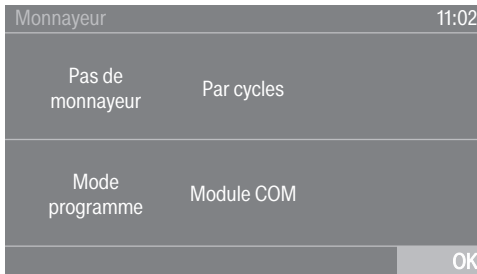 Monnayeur 11:02
Pas de
monnayeur
Par cycles
Mode
programme
Module COM
OK